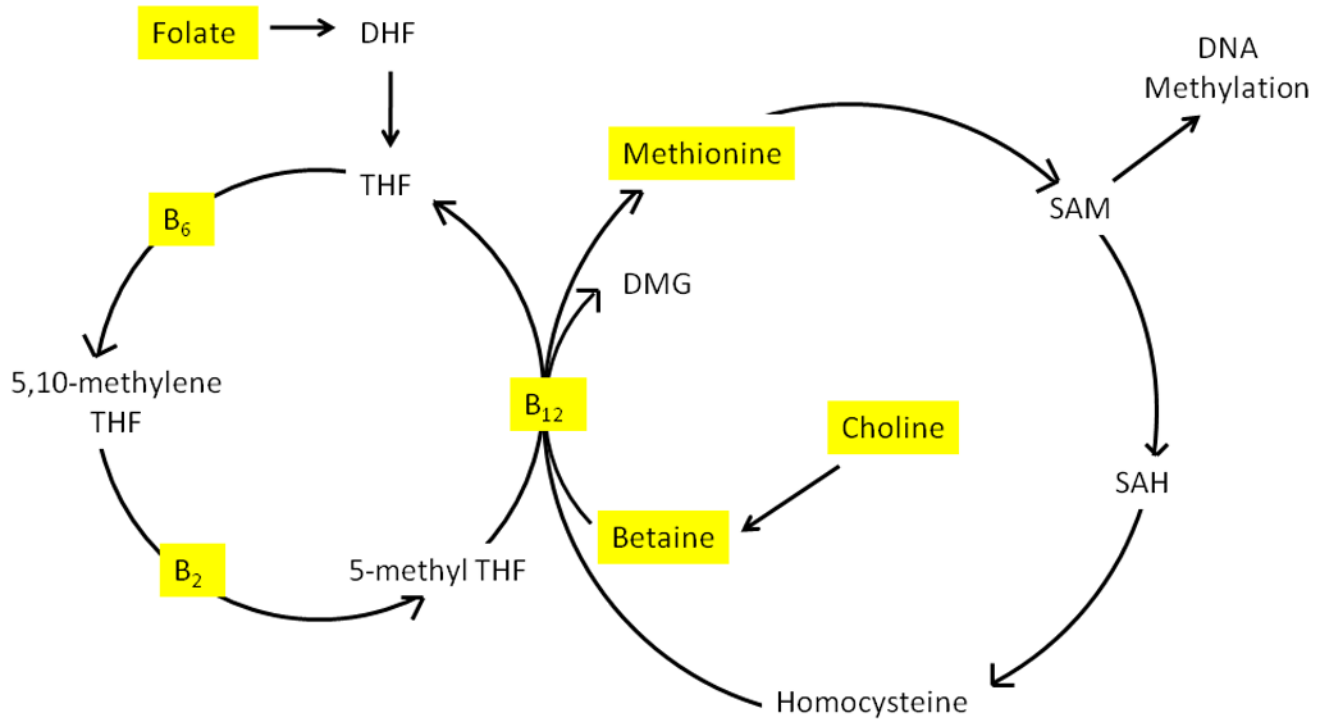 Folate
DHF
DNA
Methylation
Methionine
THF
SAM
B₆
DMG
5,10-methylene
THF
B₁₂
Choline
SAH
Betaine
B₂
5-methyl THF
Homocysteine